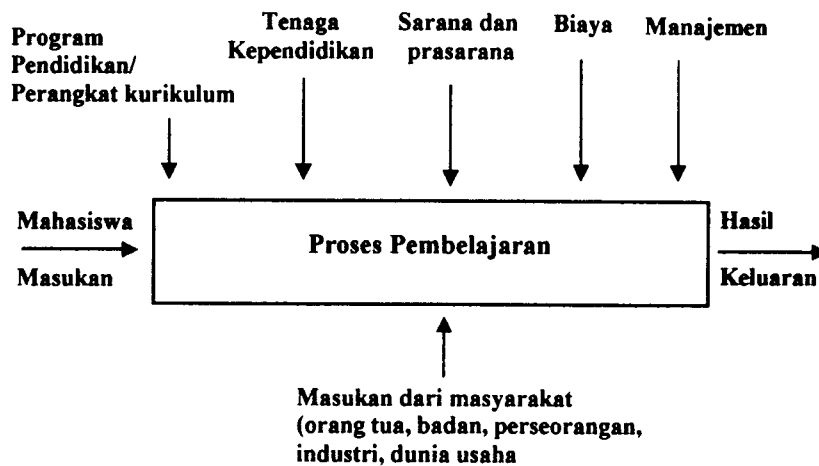 Program
Pendidikan/
Perangkat kurikulum
Tenaga
Kependidikan
Sarana dan
prasarana
Biaya
Manajemen
Mahasiswa
Masukan
Proses Pembelajaran
Hasil
Keluaran
Masukan dari masyarakat
(orang tua, badan, perseorangan,
industri, dunia usaha